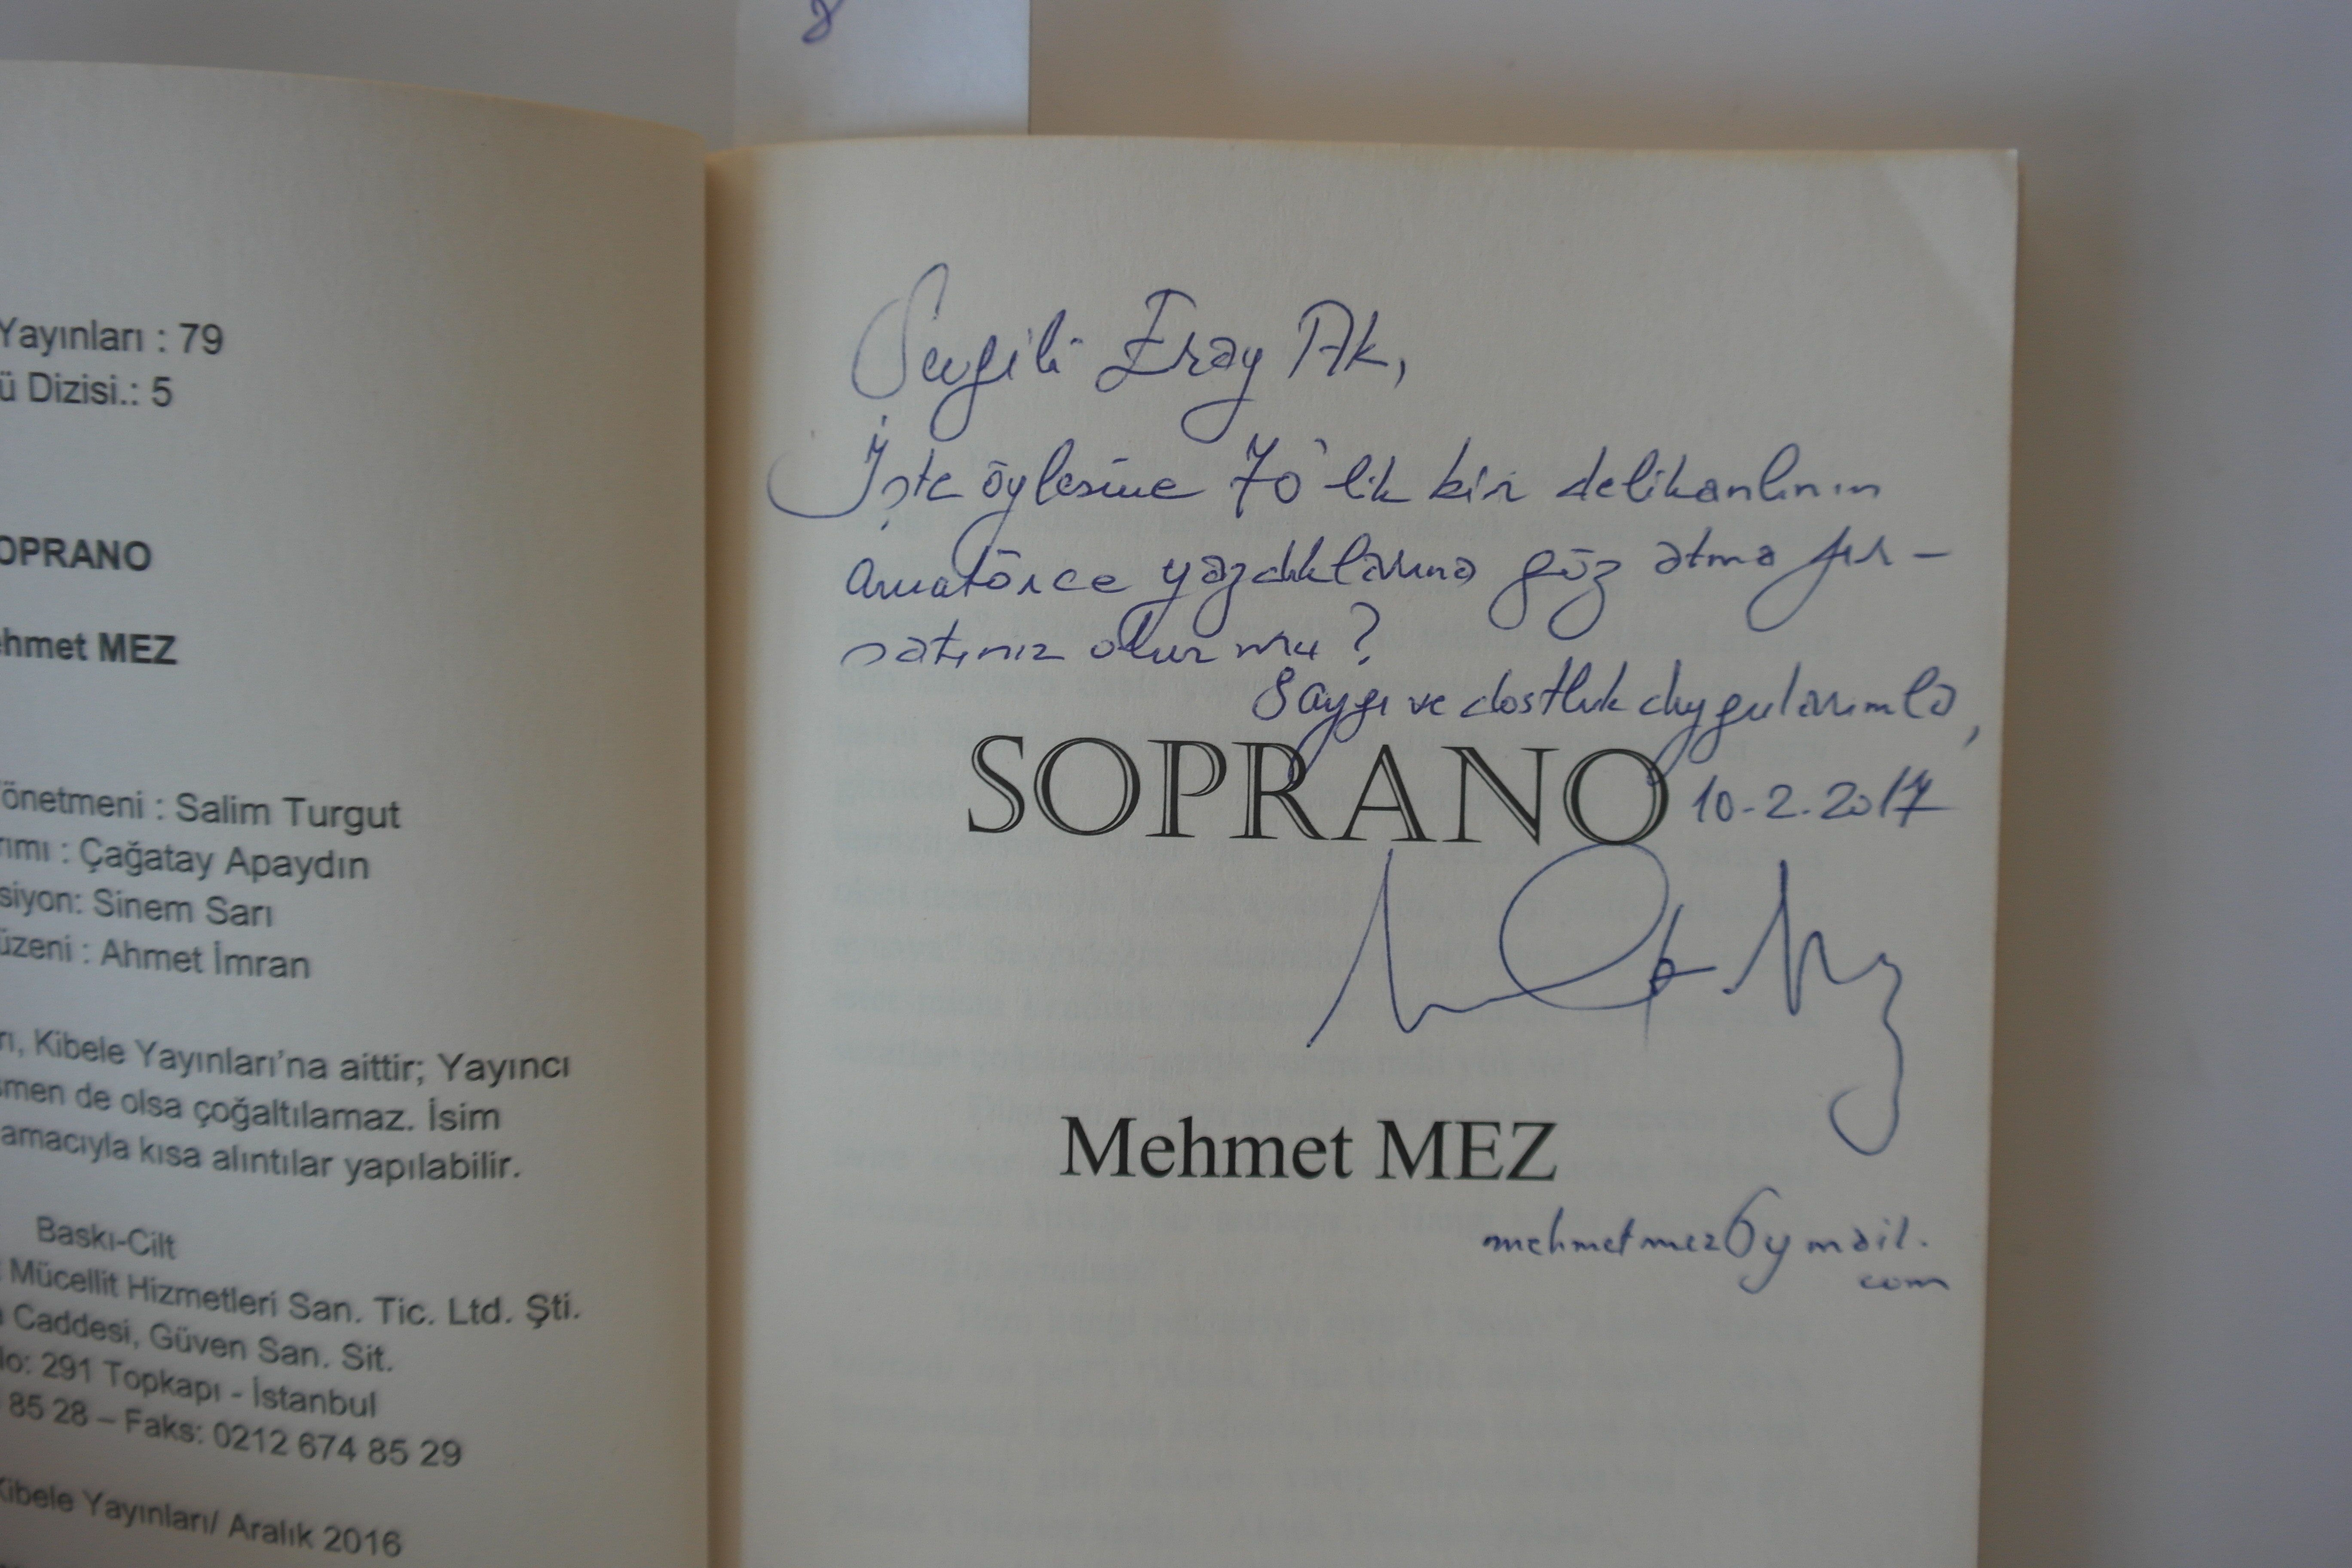 8
Yayınları : 79
ü Dizisi.: 5
OPRANO
ehmet MEZ
önetmeni : Salim Turgut
rımı : Çağatay Apaydın
siyon: Sinem Sarı
üzeni : Ahmet İmran
rı, Kibele Yayınları'na aittir; Yayıncı
smen de olsa çoğaltılamaz. İsim
amacıyla kısa alıntılar yapılabilir.
Baskı-Cilt
Mücellit Hizmetleri San. Tic. Ltd. Şti.
Caddesi, Güven San. Sit.
No: 291 Topkapı - İstanbul
85 28 – Faks: 0212 674 85 29
Kibele Yayınları/ Aralık 2016
Sevgili Eray Ak,
İşte öylesine 70'lik bir delikanlının
amatörce yazdıklarına göz atma fır-
satınız olur mu?
Saygı ve dostluk duygularımla,
SOPRANO 10-2-2017
Mehmet MEZ
mehmetmez@ymail.
com